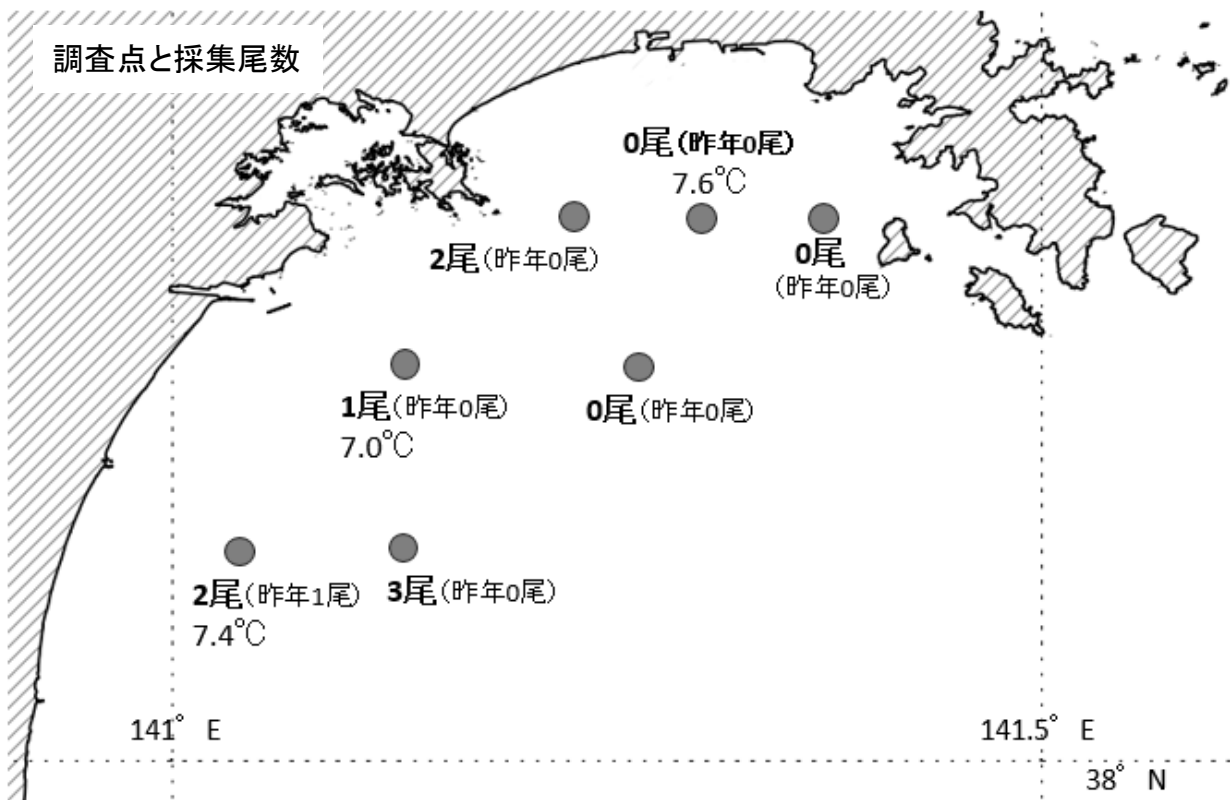 調査点と採集尾数
0尾(昨年0尾)
7.6℃
2尾(昨年0尾)
0尾
(昨年0尾)
1尾(昨年0尾)
7.0℃
0尾(昨年0尾)
2尾(昨年1尾)
7.4℃
3尾(昨年0尾)
141° E
141.5° E
38° N